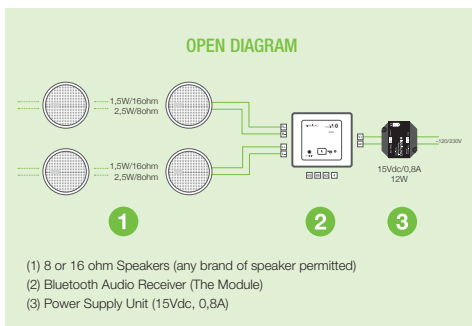 OPEN DIAGRAM
1,5W/16ohm
2,5W/8ohm
~120/230V
1,5W/16ohm
2,5W/8ohm
15Vdc/0,8A
12W
1
2
3
(1) 8 or 16 ohm Speakers (any brand of speaker permitted)
(2) Bluetooth Audio Receiver (The Module)
(3) Power Supply Unit (15Vdc, 0,8A)